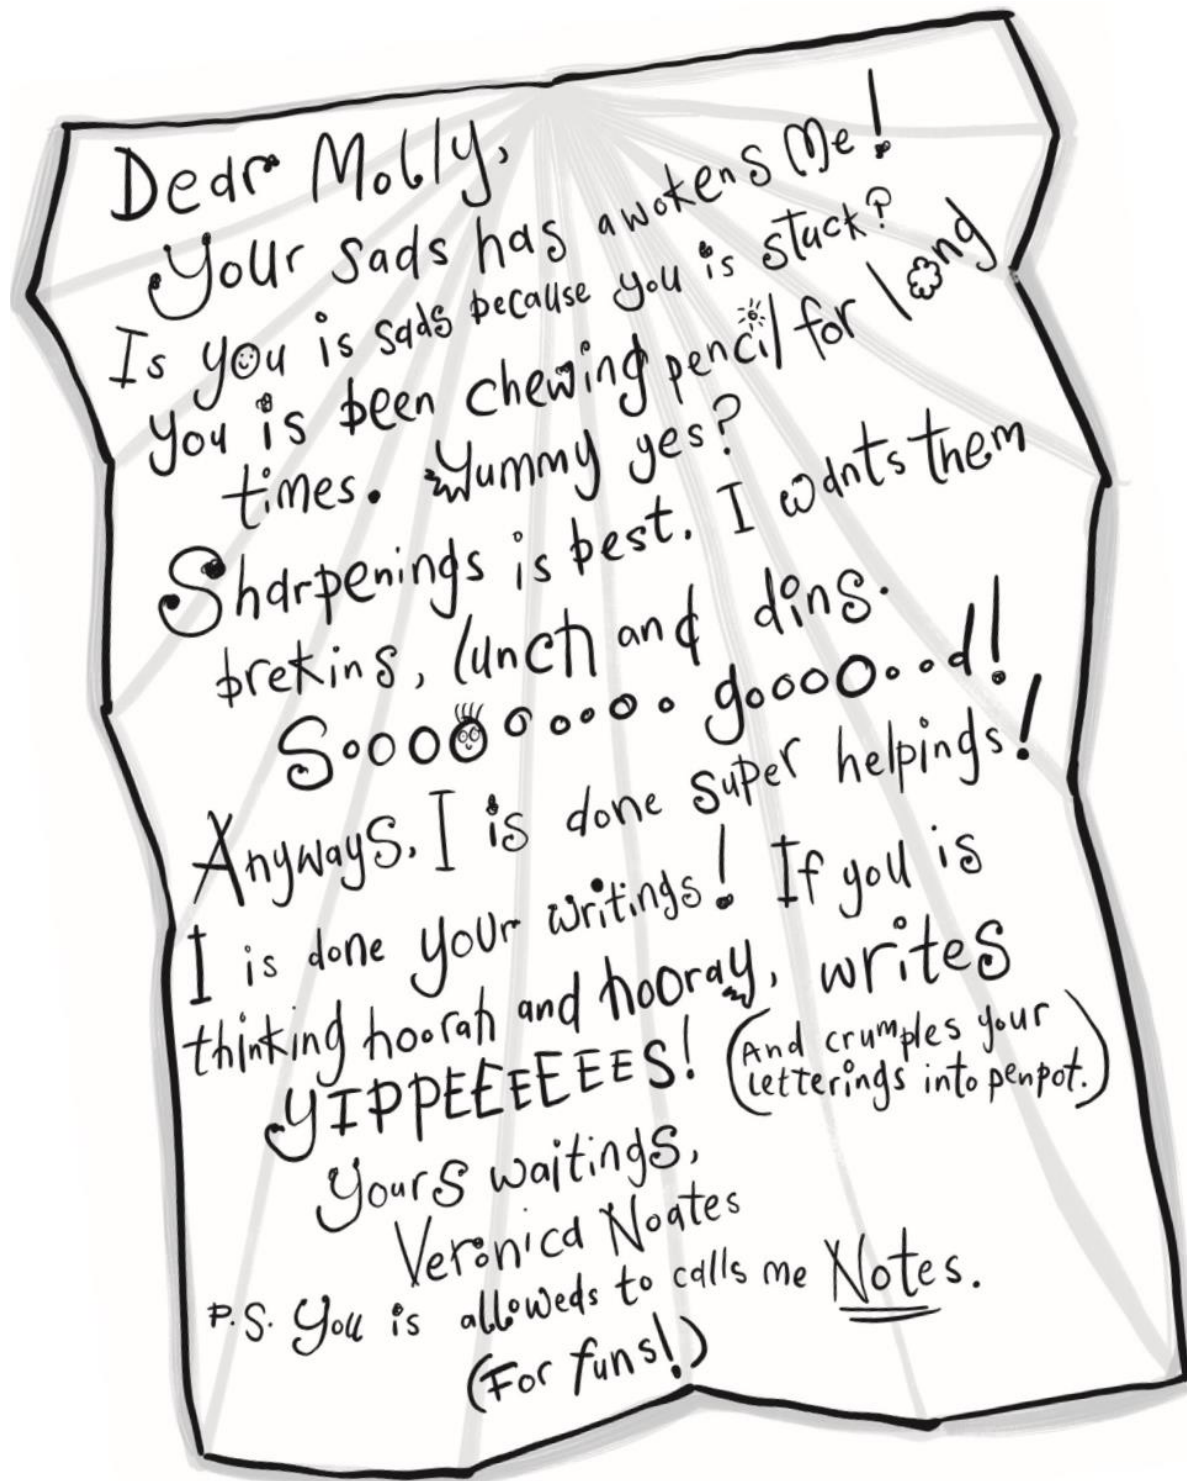 Dear Molly,
Your sads has awokens Me!
Is you is sads because you is stuck?
you is been chewing pencil for long
times. Yummy yes?
Sharpenings is best. I wants them
brekins, lunch and dins.
SooooOoooo. goooOoood!!
Anyways, I is done super helpings!
I is done your writings! If you is
thinking hoorah and hooray, writes
YIPPEEEEEES! (And crumples your
letterings into penpot.)
Yours waitings,
Veronica Noates
P.S. You is alloweds to calls me Notes.
(For funs!)